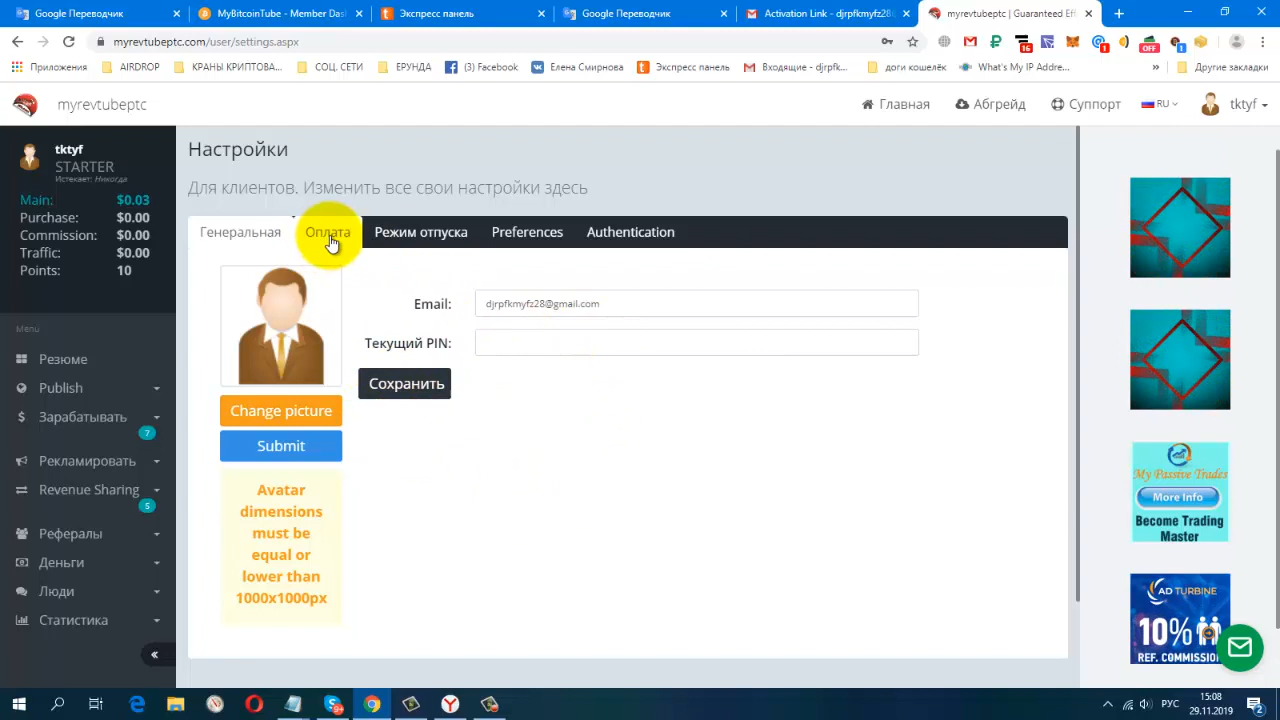 Google Переводчик
MyBitcoinTube - Member Das
Экспресс панель
Google Переводчик
Activation Link - djrpfkmyfz28@
myrevtubeptc | Guaranteed Eff
myrevtubeptc.com/user/settings.aspx
16
1
OFF
1
Приложения
AIRDROP
КРАНЫ КРИПТОВА...
СОЦ. СЕТИ
ЕРУНДА
(3) Facebook
Елена Смирнова
Экспресс панель
Входящие - djrpfk...
доги кошелёк
What's My IP Addre...
»
Другие закладки
myrevtubeptc
Главная
Абгрейд
Суппорт
RU
tktyf
tktyf
STARTER
Истекает: Никогда
Main: $0.03
Purchase: $0.00
Commission: $0.00
Traffic: $0.00
Points: 10
Menu
Резюме
Publish
Зарабатывать
7
Рекламировать
Revenue Sharing
5
Рефералы
Деньги
Люди
Статистика
«
Настройки
Для клиентов. Изменить все свои настройки здесь
Генеральная
Оплата
Режим отпуска
Preferences
Authentication
Email:
djrpfkmyfz28@gmail.com
Текущий PIN:
Сохранить
Change picture
Submit
Avatar
dimensions
must be
equal or
lower than
1000x1000px
My Passive Trades
More Info
Become Trading
Master
AD TURBINE
10%
REF. COMMISSION
РУС
15:08
29.11.2019
2